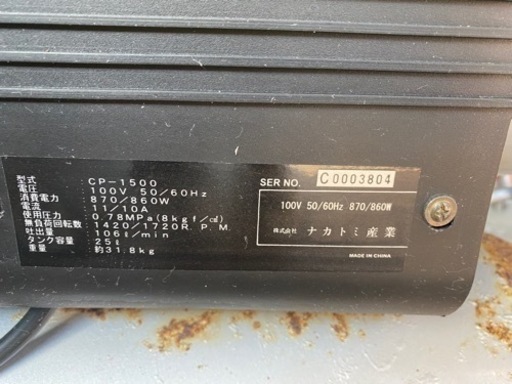 型式 : CP-1500
電圧 : 100V 50/60Hz
消費電力 : 870/860W
電流 : 11/10A
使用圧力 : 0.78MPa(8kgf/㎠)
無負荷回転数 : 1420/1720R.P.M
吐出量 : 106ℓ/min
タンク容量 : 25ℓ
重量 : 約31.8kg
SER NO. C0003804
100V 50/60Hz 870/860W
株式会社 ナカトミ産業
MADE IN CHINA